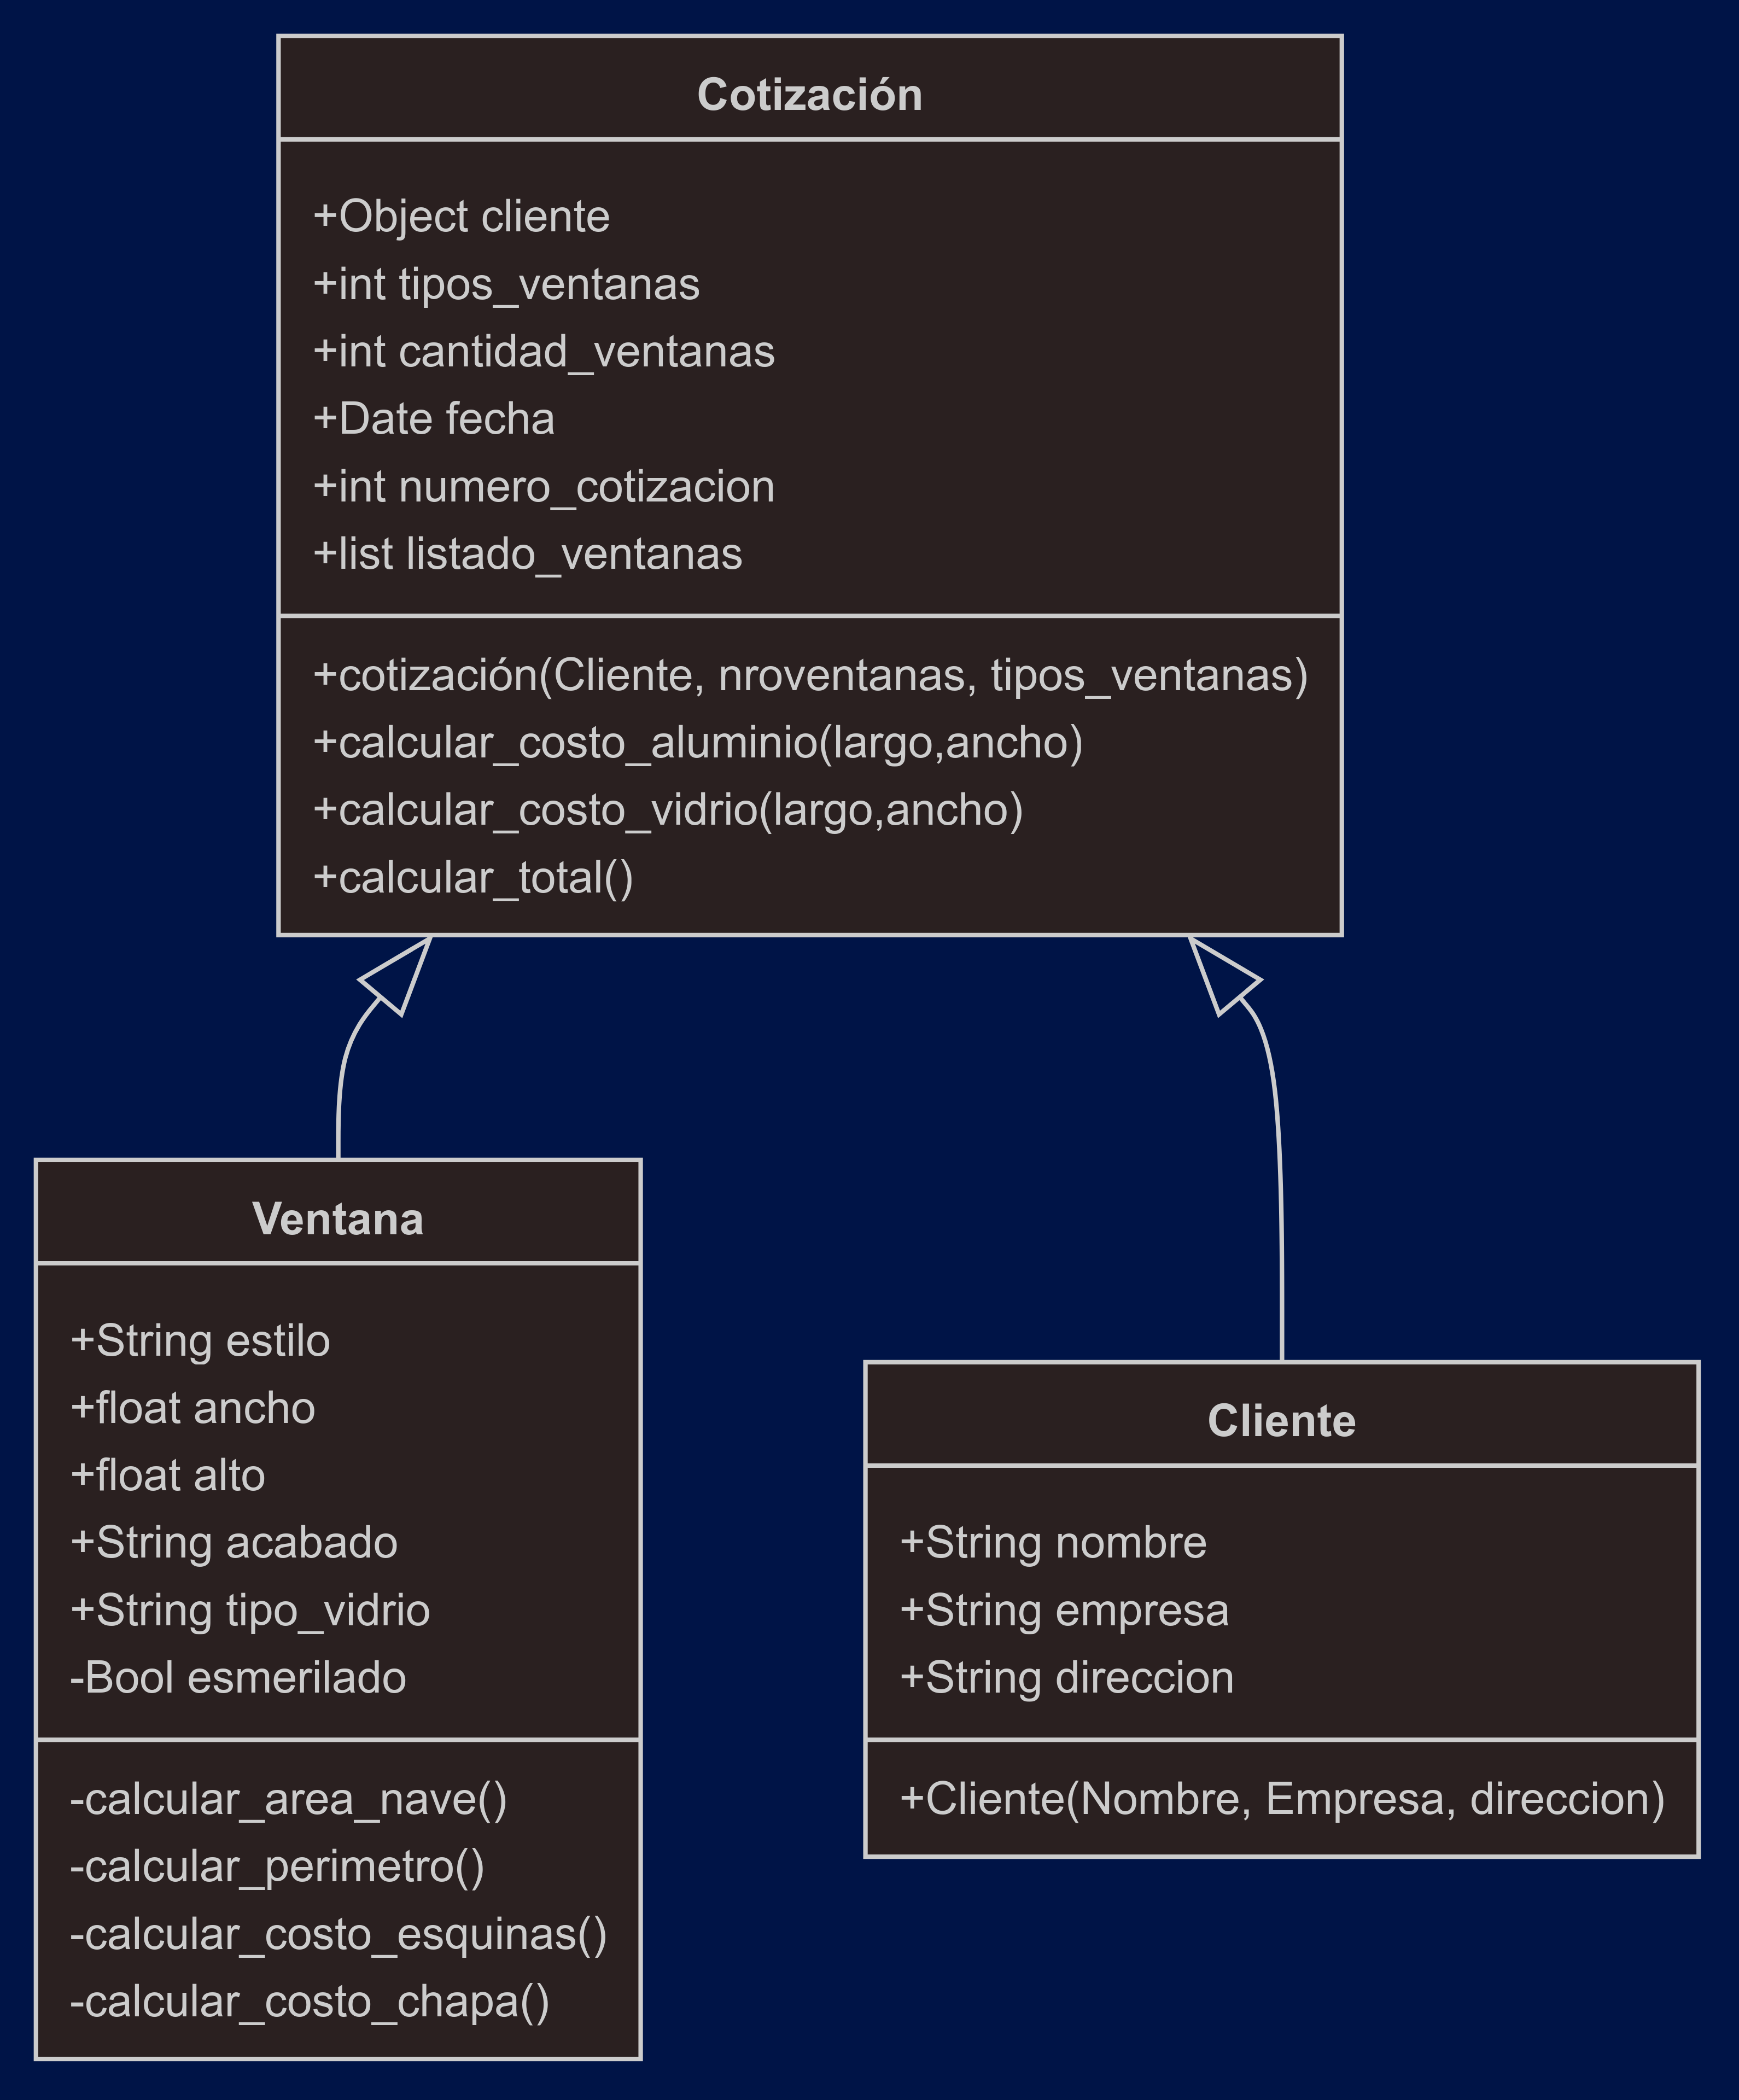 Cotización
+Object cliente
+int tipos_ventanas
+int cantidad_ventanas
+Date fecha
+int numero_cotizacion
+list listado_ventanas
+cotización(Cliente, nroventanas, tipos_ventanas)
+calcular_costo_aluminio(largo,ancho)
+calcular_costo_vidrio(largo,ancho)
+calcular_total()
Ventana
+String estilo
+float ancho
+float alto
+String acabado
+String tipo_vidrio
-Bool esmerilado
-calcular_area_nave()
-calcular_perimetro()
-calcular_costo_esquinas()
-calcular_costo_chapa()
Cliente
+String nombre
+String empresa
+String direccion
+Cliente(Nombre, Empresa, direccion)